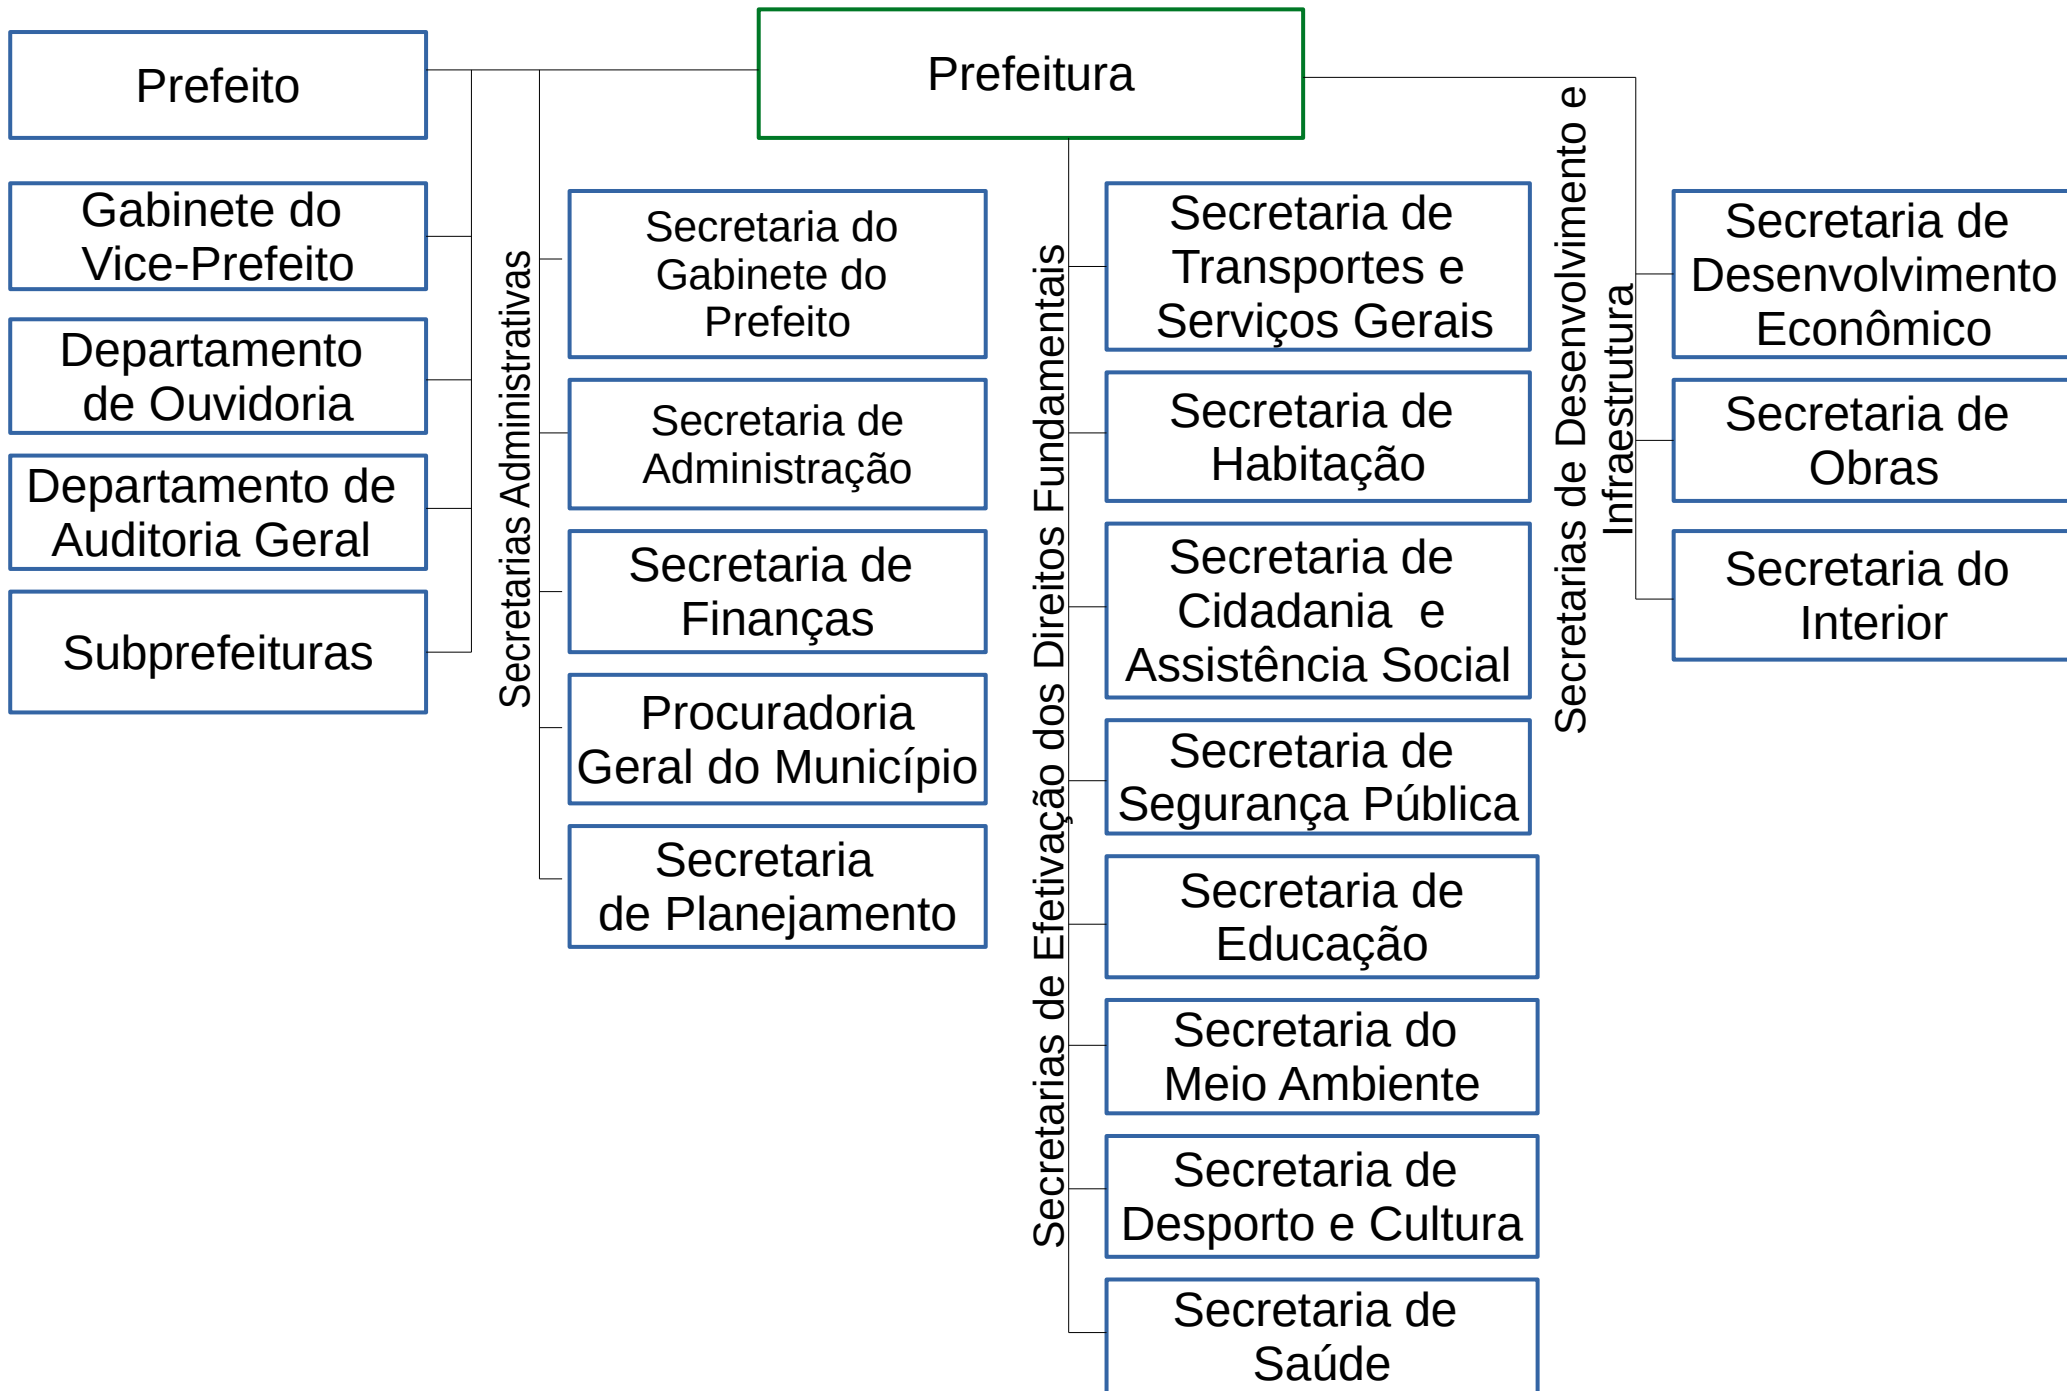 Prefeito
Prefeitura
Gabinete do
Vice-Prefeito
Departamento
de Ouvidoria
Departamento de
Auditoria Geral
Subprefeituras
Secretarias Administrativas
Secretaria do
Gabinete do
Prefeito
Secretaria de
Administração
Secretaria de
Finanças
Procuradoria
Geral do Município
Secretaria
de Planejamento
Secretarias de Efetivação dos Direitos Fundamentais
Secretaria de
Transportes e
Serviços Gerais
Secretaria de
Habitação
Secretaria de
Cidadania e
Assistência Social
Secretaria de
Segurança Pública
Secretaria de
Educação
Secretaria do
Meio Ambiente
Secretaria de
Desporto e Cultura
Secretaria de
Saúde
Secretarias de Desenvolvimento e
Infraestrutura
Secretaria de
Desenvolvimento
Econômico
Secretaria de
Obras
Secretaria do
Interior